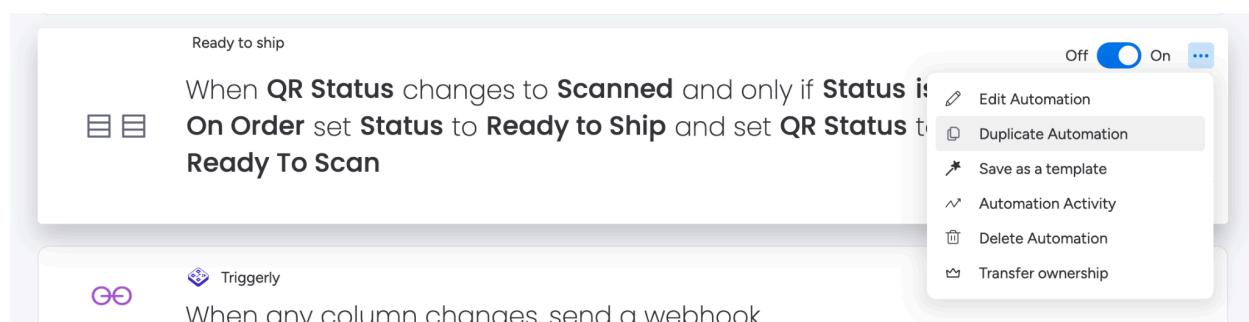 Ready to ship
Off On
When QR Status changes to Scanned and only if Status is
On Order set Status to Ready to Ship and set QR Status t
Ready To Scan
Edit Automation
Duplicate Automation
Save as a template
Automation Activity
Delete Automation
Transfer ownership
Triggerly
When any column changes, send a webhook